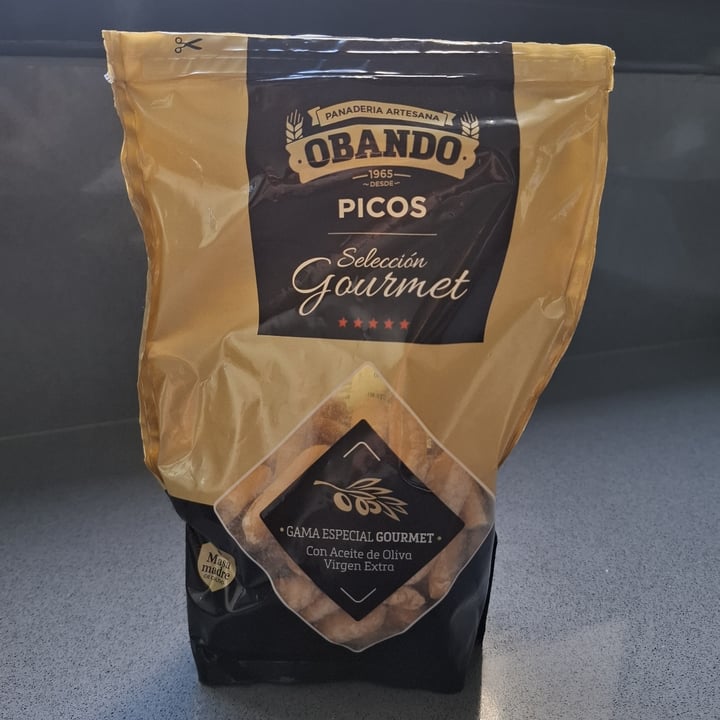 PANADERIA ARTESANA
OBANDO
1965
DESDE
PICOS
Selección
Gourmet
GAMA ESPECIAL GOURMET
Con Aceite de Oliva
Virgen Extra
Masa
madre